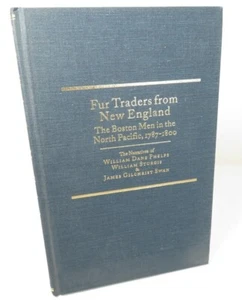 Fur Traders from
New England
The Boston Men in the
North Pacific, 1787-1800
The Narratives of
William Dane Phelps
William Sturgis
&
James Gilchrist Swan